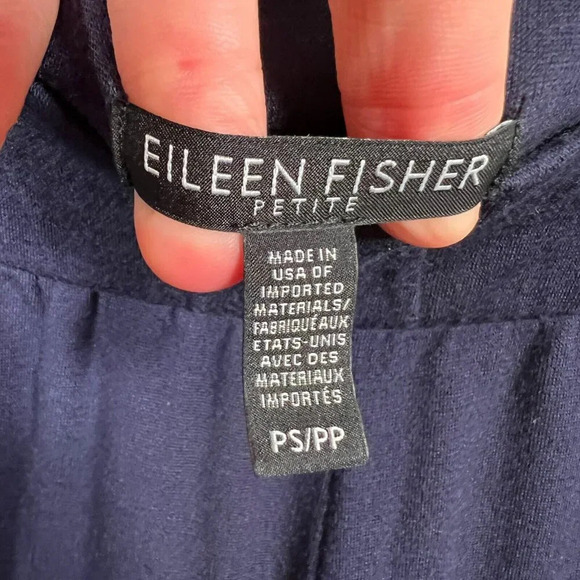 EILEEN FISHER
PETITE
MADE IN
USA OF
IMPORTED
MATERIALS/
FABRIQUÉ AUX
ETATS-UNIS
AVEC DES
MATERIAUX
IMPORTÉS
PS/PP